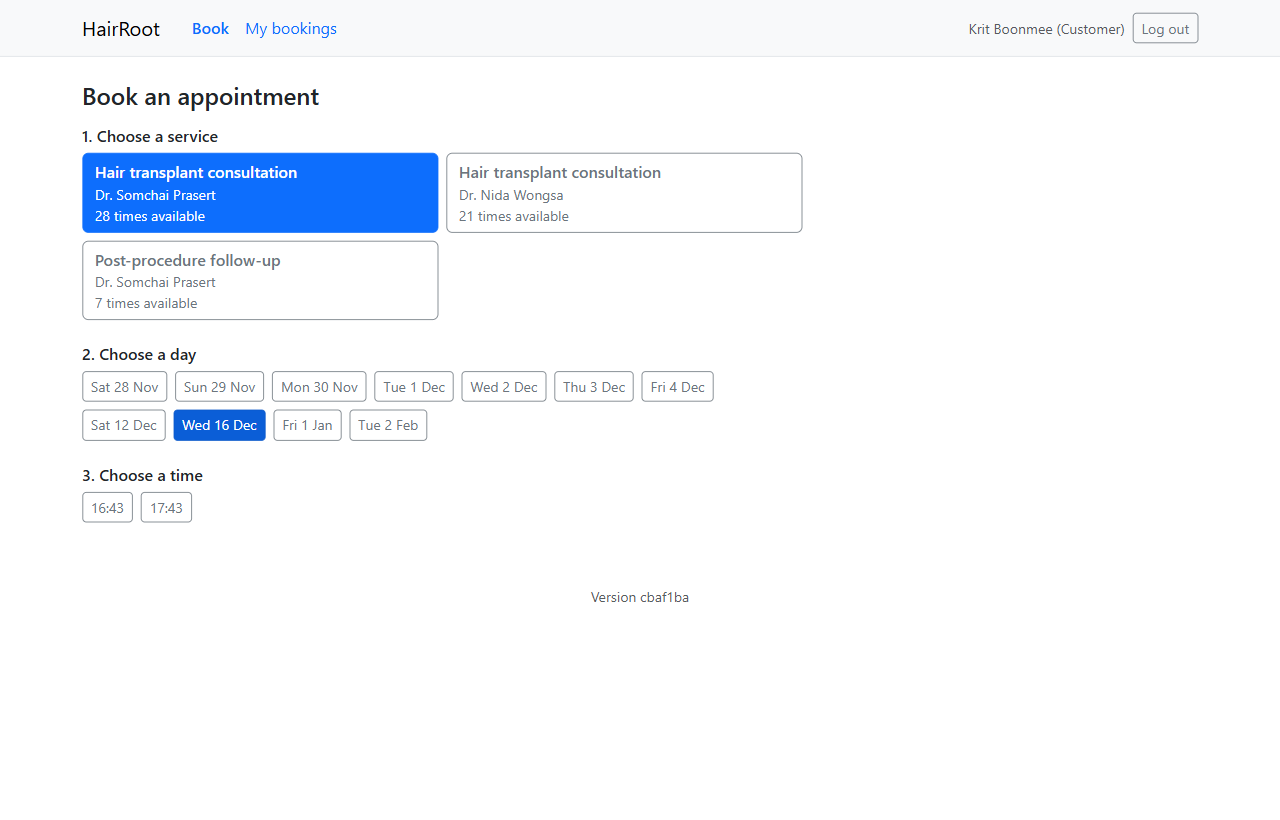 HairRoot Book My bookings Krit Boonmee (Customer) Log out
Book an appointment
1. Choose a service
Hair transplant consultation
Dr. Somchai Prasert
28 times available
Hair transplant consultation
Dr. Nida Wongsa
21 times available
Post-procedure follow-up
Dr. Somchai Prasert
7 times available
2. Choose a day
Sat 28 Nov Sun 29 Nov Mon 30 Nov Tue 1 Dec Wed 2 Dec Thu 3 Dec Fri 4 Dec
Sat 12 Dec Wed 16 Dec Fri 1 Jan Tue 2 Feb
3. Choose a time
16:43 17:43
Version cbaf1ba